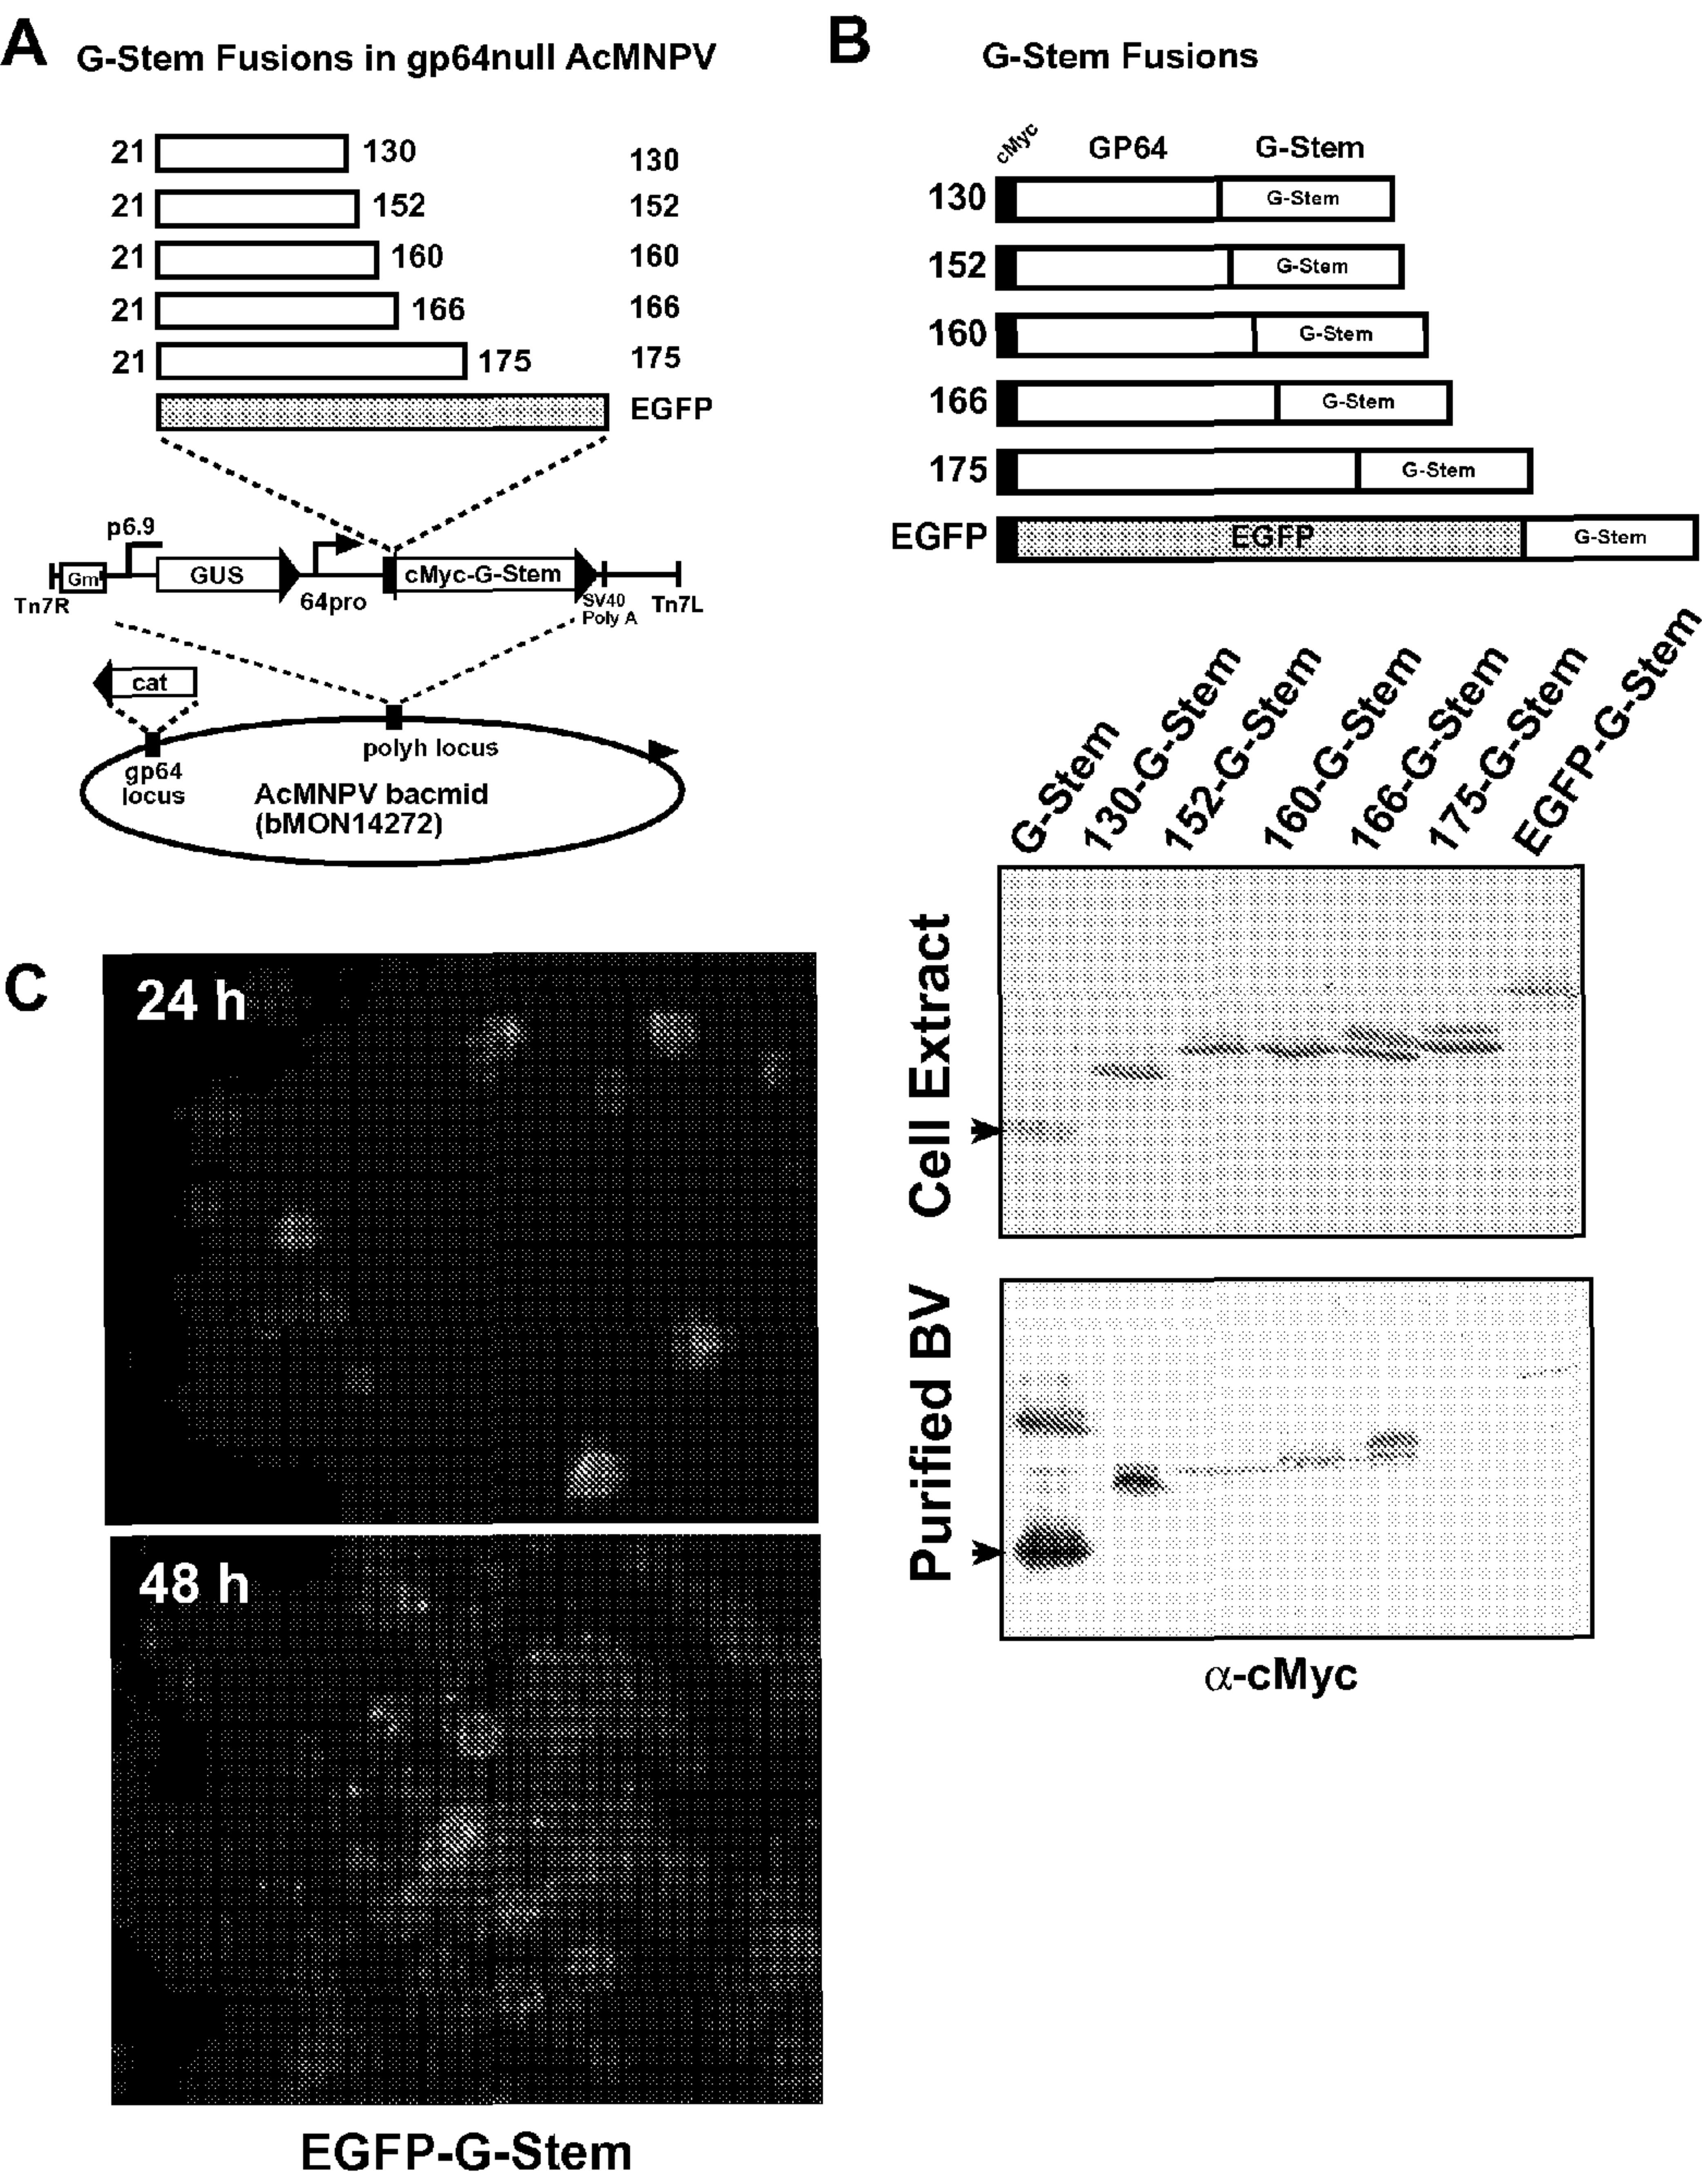 A
G-Stem Fusions in gp64null AcMNPV
21 130 130
21 152 152
21 160 160
21 166 166
21 175 175
EGFP
p6.9
Gm GUS cMyc-G-Stem
Tn7R 64pro SV40 Poly A Tn7L
cat
polyh locus
gp64
locus
AcMNPV bacmid
(bMON14272)
B
G-Stem Fusions
cMyc GP64 G-Stem
130 G-Stem
152 G-Stem
160 G-Stem
166 G-Stem
175 G-Stem
EGFP EGFP G-Stem
G-Stem
130-G-Stem
152-G-Stem
160-G-Stem
166-G-Stem
175-G-Stem
EGFP-G-Stem
Cell Extract
Purified BV
α-cMyc
C
24 h
48 h
EGFP-G-Stem